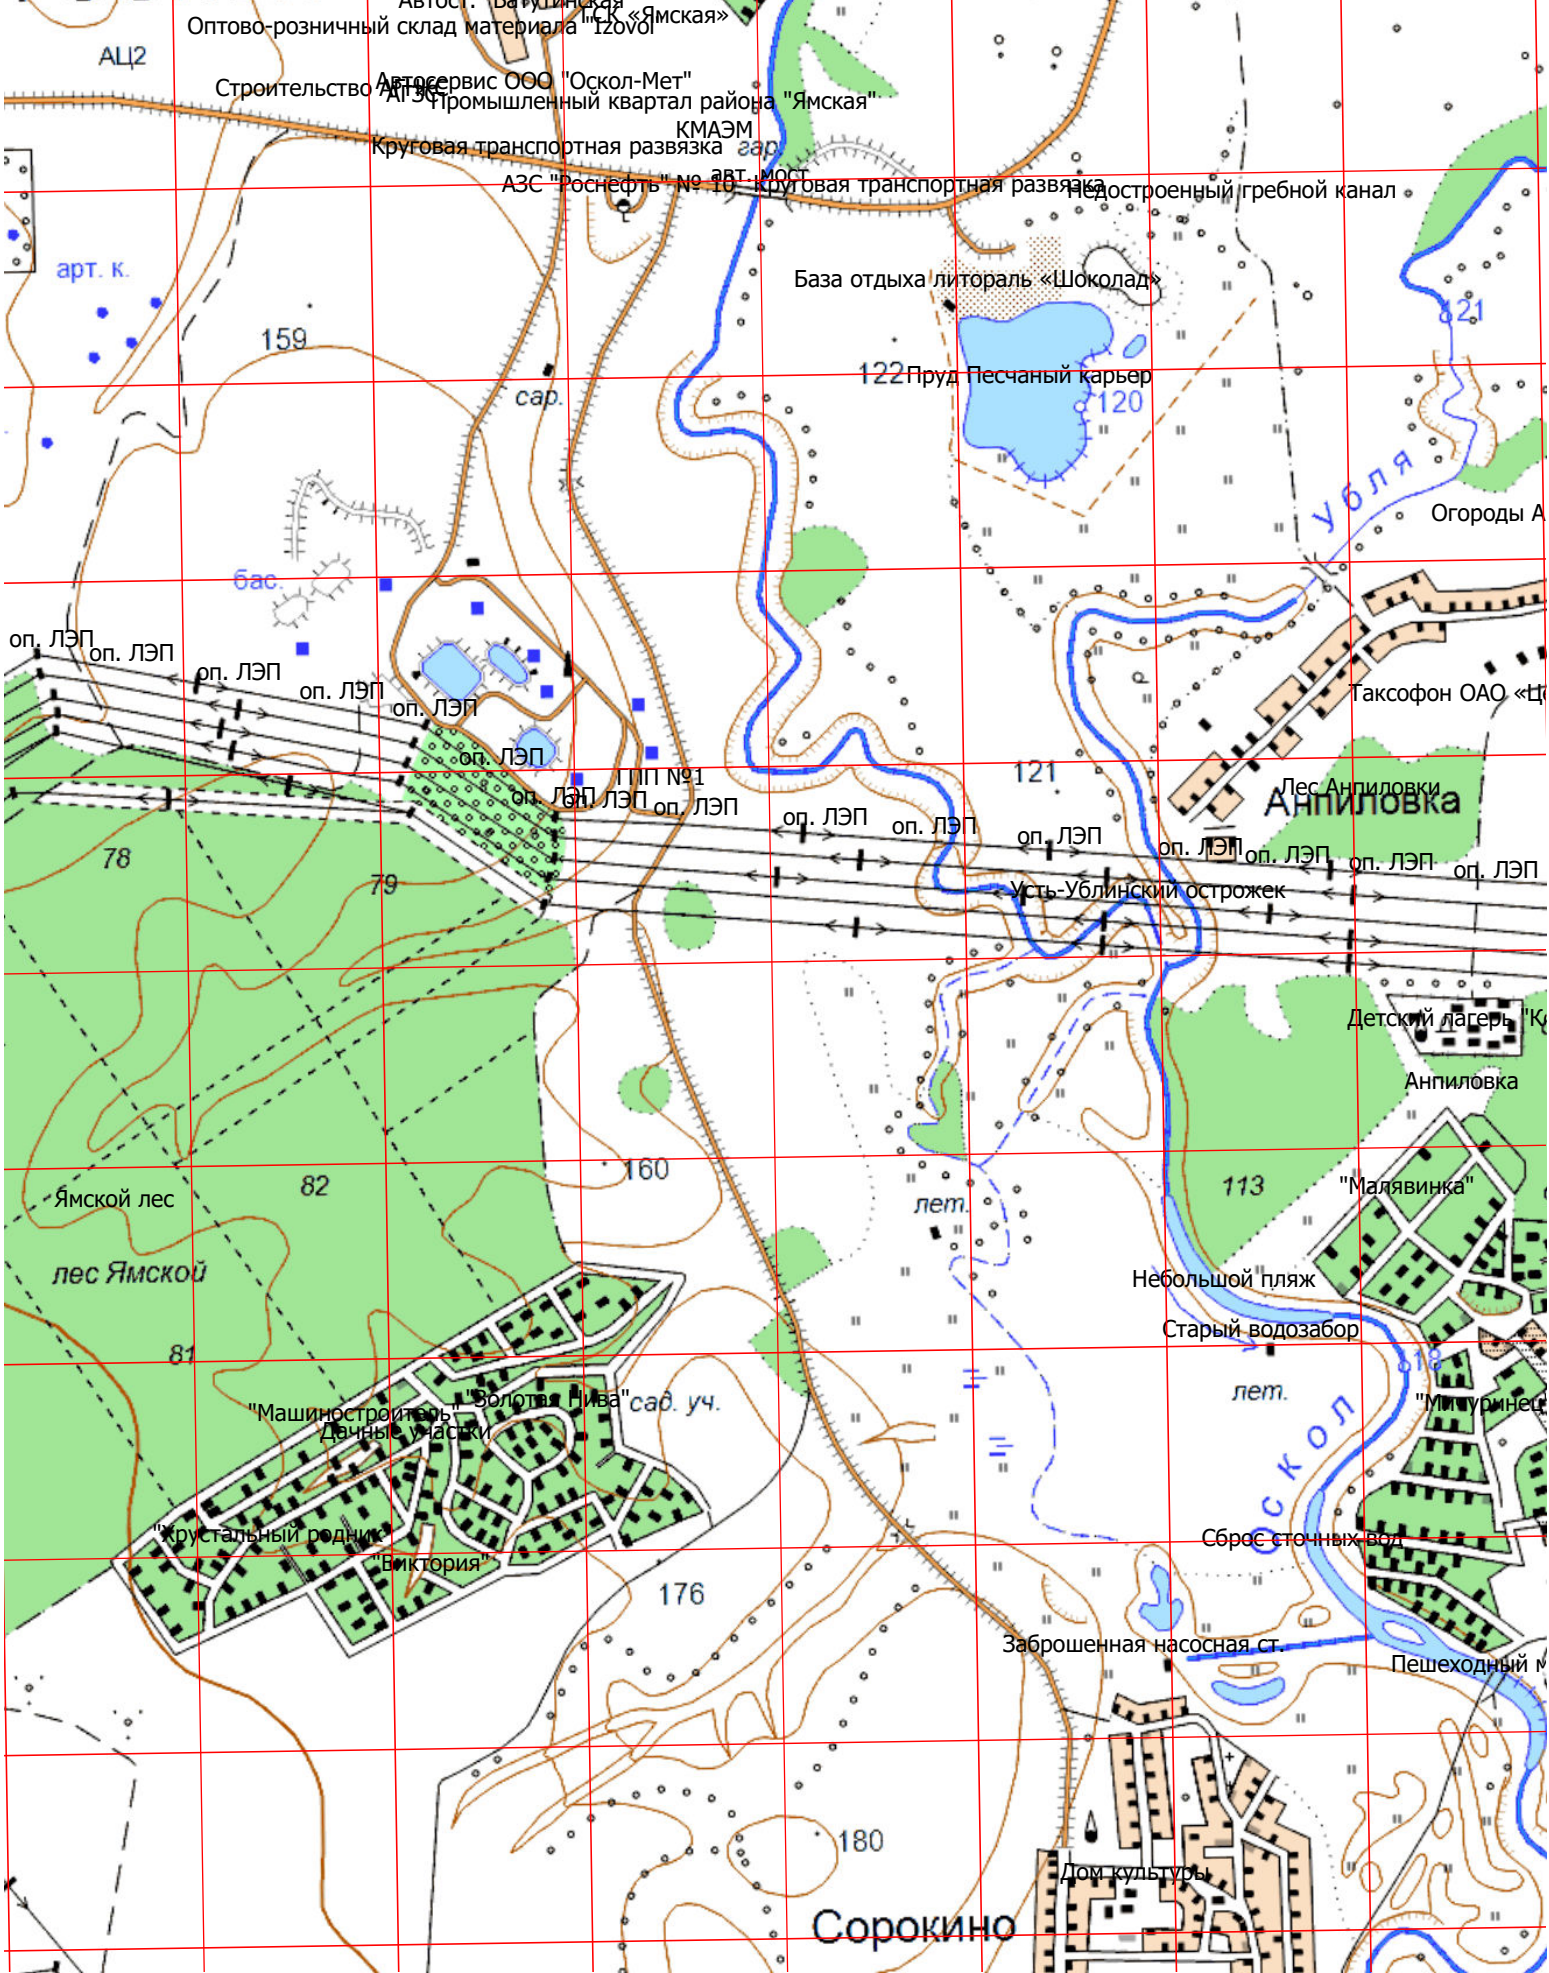 ГСК «Ямская»
Оптово-розничный склад материала "Izovol"
АЦ2
Автосервис ООО "Оскол-Мет"
Строительство
АГЗС
Промышленный квартал района "Ямская"
КМАЭМ
Круговая транспортная развязка
гар.
авт. мост
АЗС "Роснефть" № 10
Круговая транспортная развязка
Недостроенный гребной канал
арт. к.
База отдыха литораль «Шоколад»
121
159
122
Пруд Песчаный карьер
сар.
120
Убля
Огороды А
бас.
оп. ЛЭП
оп. ЛЭП
оп. ЛЭП
оп. ЛЭП
оп. ЛЭП
Таксофон ОАО «Це
оп. ЛЭП
ГПП №1
121
Лес Анпиловки
Анпиловка
оп. ЛЭП
оп. ЛЭП
оп. ЛЭП
оп. ЛЭП
оп. ЛЭП
оп. ЛЭП
оп. ЛЭП
оп. ЛЭП
оп. ЛЭП
оп. ЛЭП
78
79
Усть-Ублинский острожек
Детский лагерь "К
Анпиловка
160
82
113
"Малявинка"
Ямской лес
лет.
лес Ямской
Небольшой пляж
Старый водозабор
81
118
лет.
"Золотая Нива"
сад. уч.
"Машиностроитель"
Дачные участки
"Мичуринец
Оскол
"Хрустальный родник"
Сброс сточных вод
"Виктория"
176
Заброшенная насосная ст.
Пешеходный м
180
Дом культуры
Сорокино